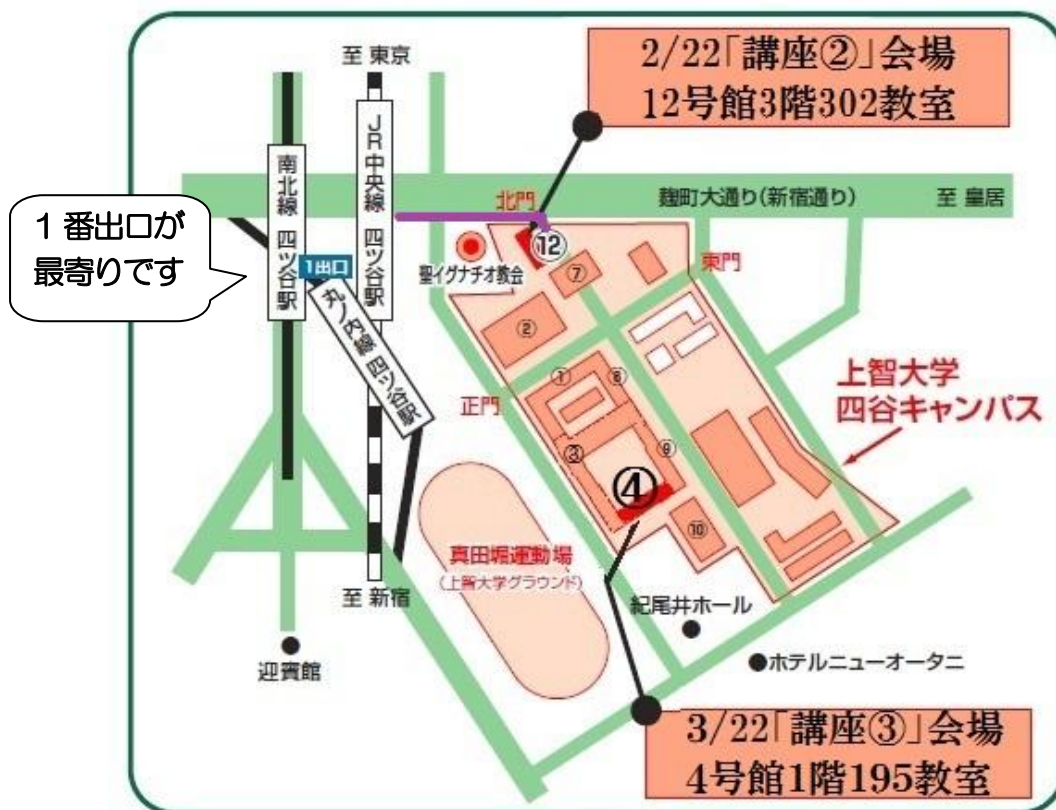 至 東京
2/22「講座②」会場
12号館3階302教室
JR中央線 四ツ谷駅
南北線 四ツ谷駅
1番出口が
最寄りです
1出口
丸ノ内線 四ツ谷駅
北門
麹町大通り(新宿通り)
至 皇居
⑫
聖イグナチオ教会
⑦
東門
②
上智大学
四谷キャンパス
①
⑧
正門
③
⑨
④
⑩
真田堀運動場
(上智大学グラウンド)
至 新宿
紀尾井ホール
迎賓館
ホテルニューオータニ
3/22「講座③」会場
4号館1階195教室